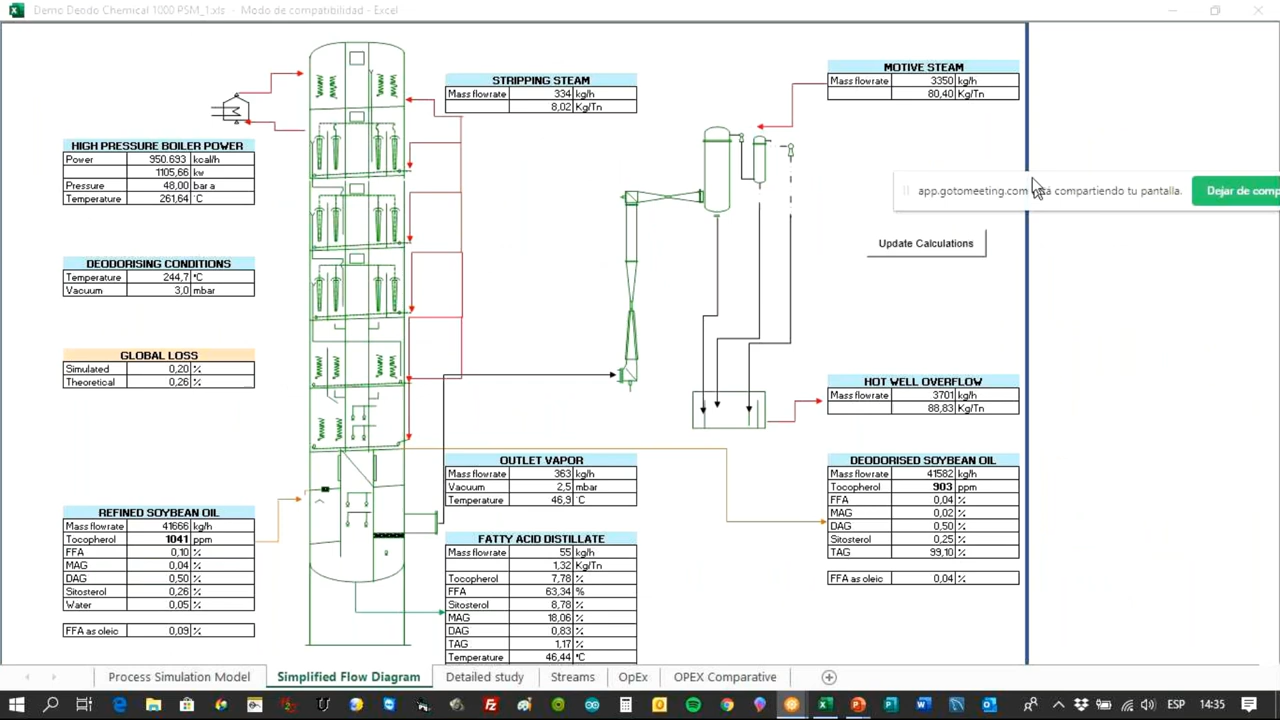 Demo Deodo Chemical 1000 PSM_1.xls - Modo de compatibilidad - Excel
MOTIVE STEAM
Mass flowrate 3350 kg/h
80,40 Kg/Tn
STRIPPING STEAM
Mass flowrate 334 kg/h
8,02 Kg/Tn
HIGH PRESSURE BOILER POWER
Power 950.693 kcal/h
1105,66 kw
Pressure 48,00 bar a
Temperature 261,64 °C
app.gotomeeting.com compartiendo tu pantalla.
Dejar de comp
Update Calculations
DEODORISING CONDITIONS
Temperature 244,7 °C
Vacuum 3,0 mbar
GLOBAL LOSS
Simulated 0,20 %
Theoretical 0,26 %
HOT WELL OVERFLOW
Mass flowrate 3701 kg/h
88,83 Kg/Tn
OUTLET VAPOR
Mass flowrate 363 kg/h
Vacuum 2,5 mbar
Temperature 46,9 °C
DEODORISED SOYBEAN OIL
Mass flowrate 41582 kg/h
Tocopherol 903 ppm
FFA 0,04 %
MAG 0,02 %
DAG 0,50 %
Sitosterol 0,25 %
TAG 99,10 %
FFA as oleic 0,04 %
REFINED SOYBEAN OIL
Mass flowrate 41666 kg/h
Tocopherol 1041 ppm
FFA 0,10 %
MAG 0,04 %
DAG 0,50 %
Sitosterol 0,26 %
Water 0,05 %
FFA as oleic 0,09 %
FATTY ACID DISTILLATE
Mass flowrate 55 kg/h
1,32 Kg/Tn
Tocopherol 7,78 %
FFA 63,34 %
Sitosterol 8,78 %
MAG 18,06 %
DAG 0,83 %
TAG 1,17 %
Temperature 46,44 °C
Process Simulation Model Simplified Flow Diagram Detailed study Streams OpEx OPEX Comparative
ESP 14:35